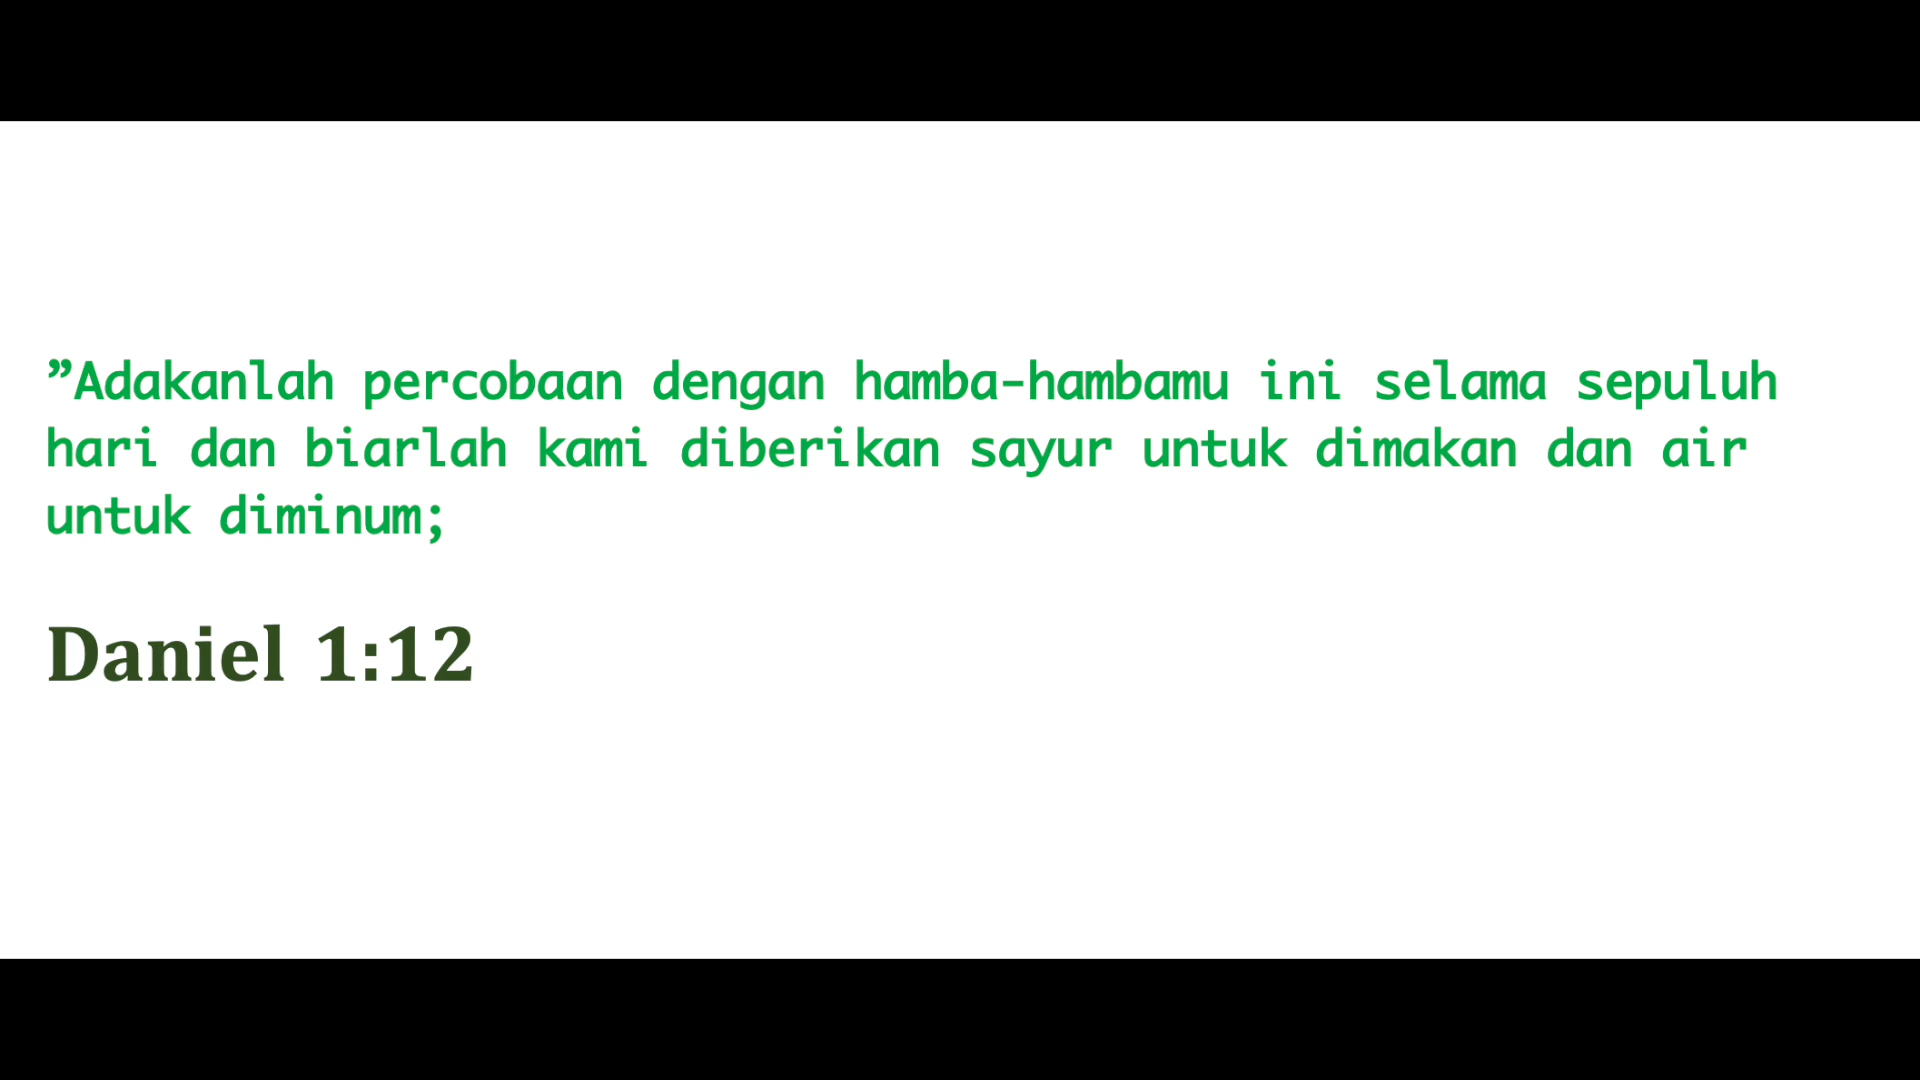 ”Adakanlah percobaan dengan hamba-hambamu ini selama sepuluh
hari dan biarlah kami diberikan sayur untuk dimakan dan air
untuk diminum;
Daniel 1:12